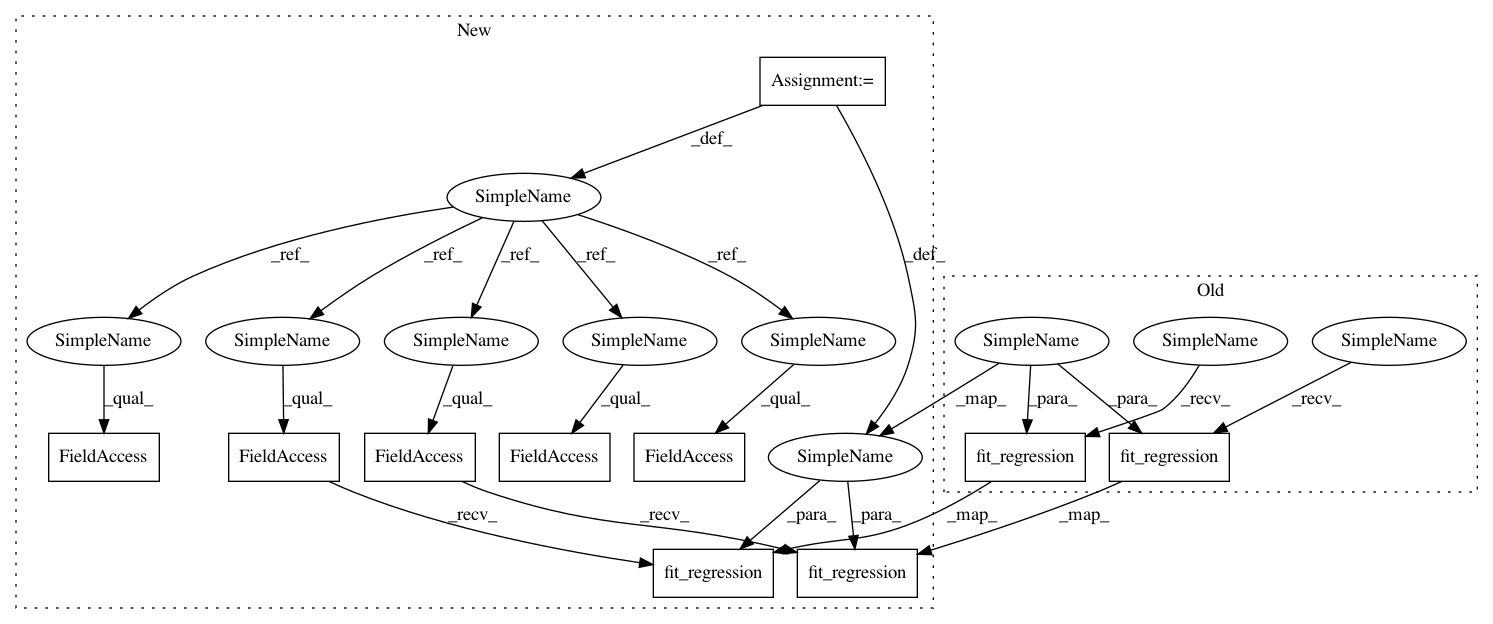 New
Assignment:=
_def_
SimpleName
_ref_ _ref_ _ref_ _ref_ _ref_ _def_
Old
SimpleName SimpleName SimpleName SimpleName SimpleName SimpleName SimpleName SimpleName
_qual_ _qual_ _qual_ _qual_ _qual_ _map_ _para_ _para_ _recv_ _recv_
FieldAccess FieldAccess FieldAccess FieldAccess FieldAccess SimpleName fit_regression fit_regression
_recv_ _recv_ _para_ _para_ _map_ _map_
fit_regression fit_regression